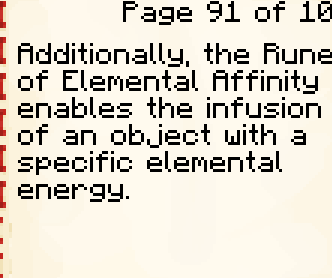 Page 91 of 10
Additionally, the Rune
of Elemental Affinity
enables the infusion
of an object with a
specific elemental
energy.